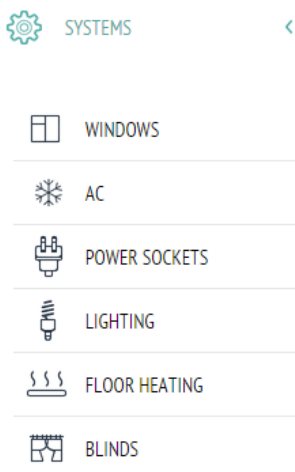 SYSTEMS
WINDOWS
AC
POWER SOCKETS
LIGHTING
FLOOR HEATING
BLINDS